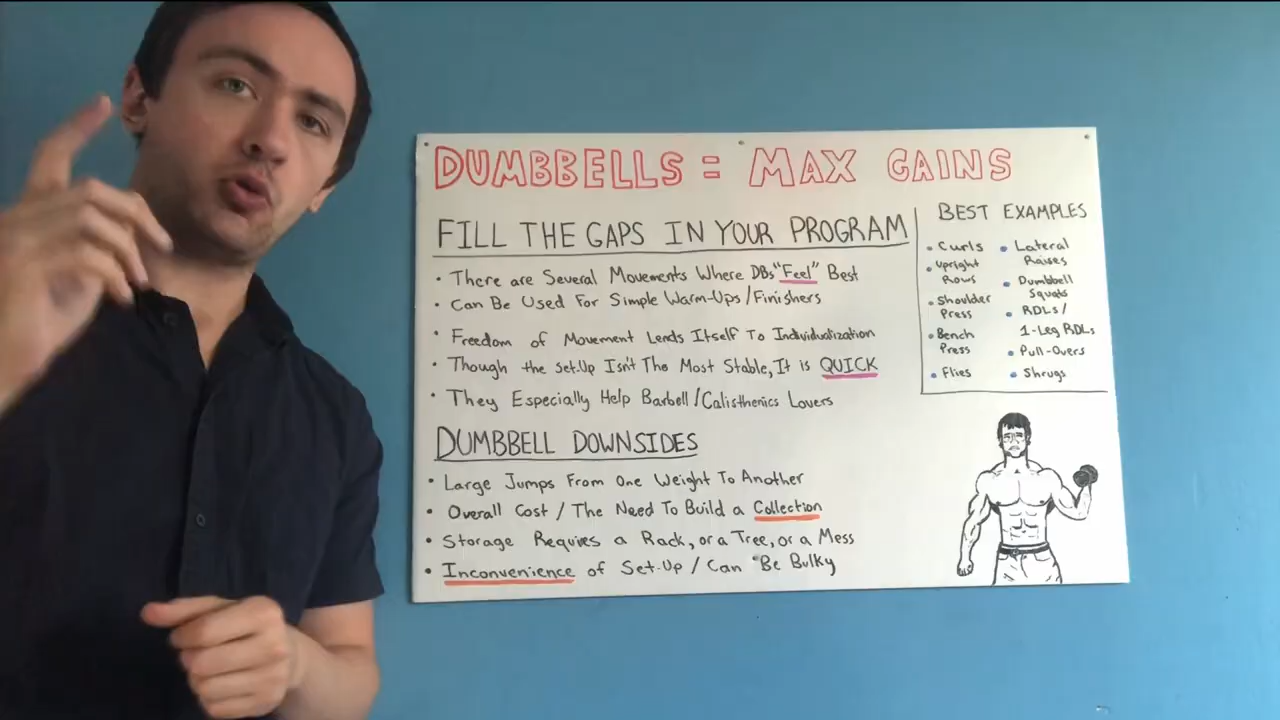 DUMBBELLS = MAX GAINS
FILL THE GAPS IN YOUR PROGRAM
• There are Several Movements Where DBs "Feel" Best
• Can Be Used For Simple Warm-Ups/Finishers
• Freedom of Movement Lends Itself To Individualization
• Though the Set-Up Isn't The Most Stable, It is QUICK
• They Especially Help Barbell/Calisthenics Lovers
DUMBBELL DOWNSIDES
• Large Jumps From One Weight To Another
• Overall Cost / The Need To Build a Collection
• Storage Requires a Rack, or a Tree, or a Mess
• Inconvenience of Set-Up / Can Be Bulky
BEST EXAMPLES
• Curls
• Upright
Rows
• Shoulder
Press
• Bench
Press
• Flies
• Lateral
Raises
• Dumbbell
Squats
• RDLs /
1-Leg RDLs
• Pull-Overs
• Shrugs